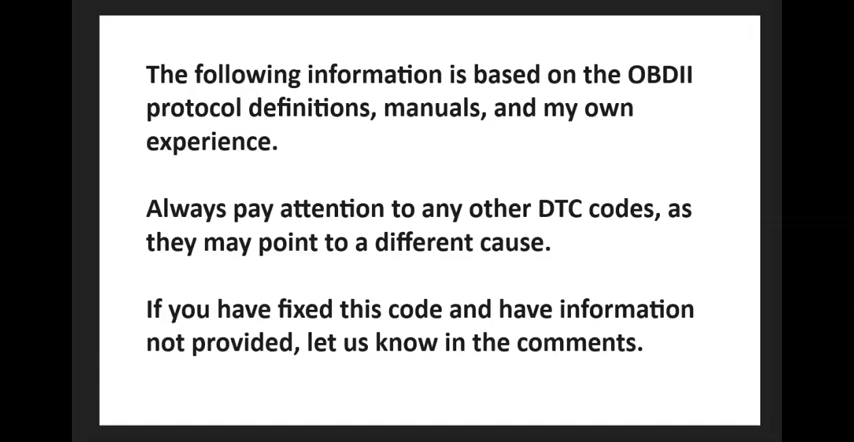 The following information is based on the OBDII
protocol definitions, manuals, and my own
experience.
Always pay attention to any other DTC codes, as
they may point to a different cause.
If you have fixed this code and have information
not provided, let us know in the comments.